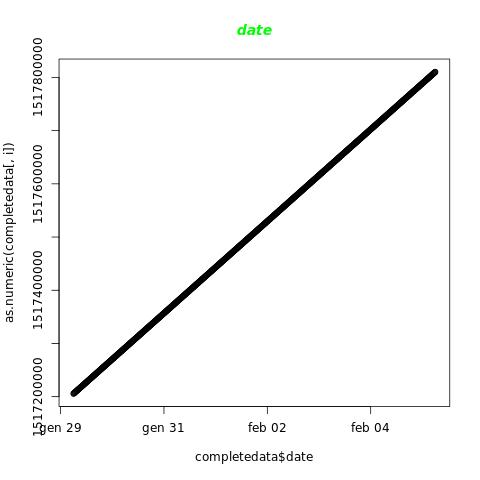 date
as.numeric(completedata[, i])
1517800000
1517600000
1517400000
1517200000
gen 29
gen 31
feb 02
feb 04
completedata$date